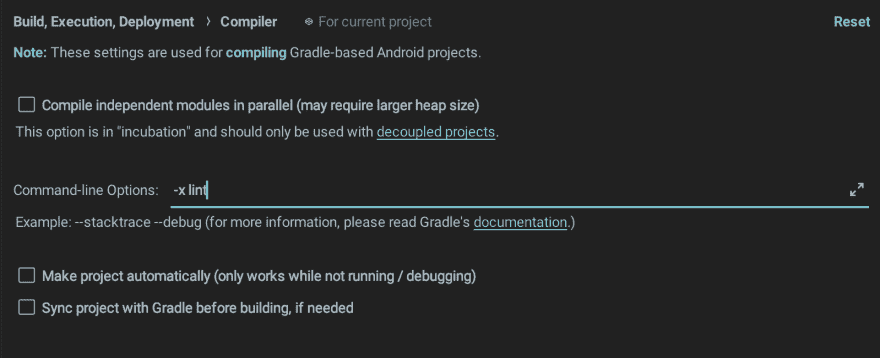 Build, Execution, Deployment › Compiler For current project Reset
Note: These settings are used for compiling Gradle-based Android projects.
Compile independent modules in parallel (may require larger heap size)
This option is in "incubation" and should only be used with decoupled projects.
Command-line Options: -x lint
Example: --stacktrace --debug (for more information, please read Gradle's documentation.)
Make project automatically (only works while not running / debugging)
Sync project with Gradle before building, if needed